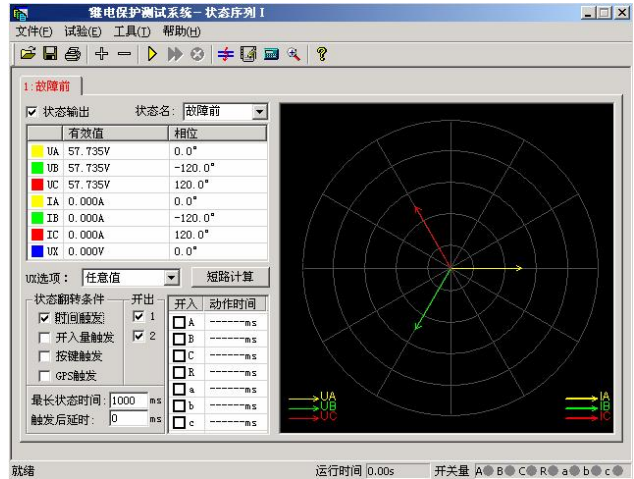 继电保护测试系统－状态序列 I
文件(F) 试验(E) 工具(T) 帮助(H)
1:故障前
状态输出 状态名: 故障前
有效值 相位
UA 57.735V 0.0°
UB 57.735V -120.0°
UC 57.735V 120.0°
IA 0.000A 0.0°
IB 0.000A -120.0°
IC 0.000A 120.0°
UX 0.000V 0.0°
UX选项: 任意值 短路计算
状态翻转条件 开出 开入 动作时间
时间触发 1 A ------ms
开入量触发 2 B ------ms
按键触发 C ------ms
GPS触发 R ------ms
a ------ms
最长状态时间: 1000 ms b ------ms
触发后延时: 0 ms c ------ms
UA IA
UB IB
UC IC
就绪 运行时间 0.00s 开关量 A B C R a b c